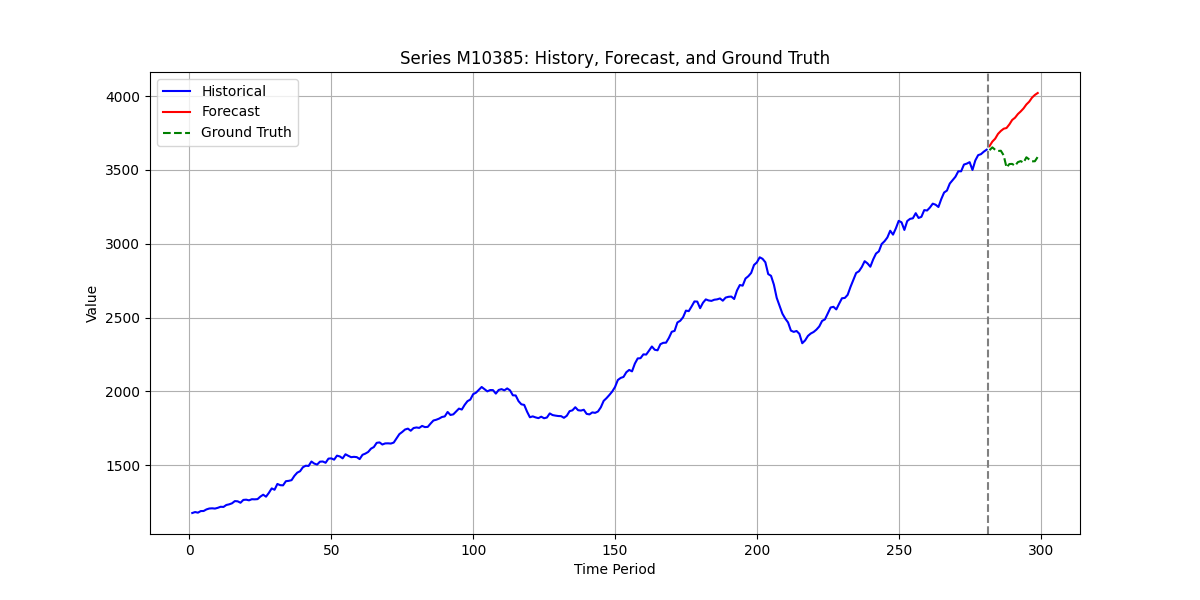 Series M10385: History, Forecast, and Ground Truth
Historical
Forecast
Ground Truth
4000
3500
3000
2500
2000
1500
Value
0 50 100 150 200 250 300
Time Period